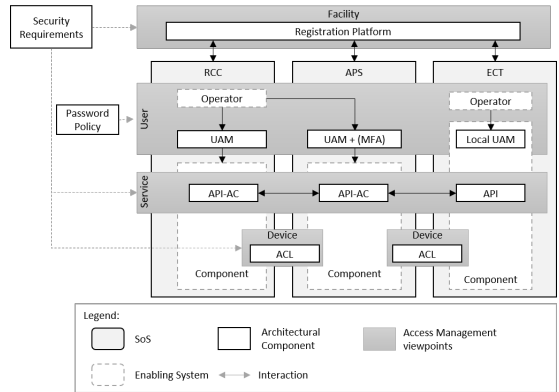 Security
Requirements
Facility
Registration Platform
RCC
APS
ECT
Password
Policy
User
Operator
Operator
UAM
UAM + (MFA)
Local UAM
Service
API-AC
API-AC
API
Device
ACL
Device
ACL
Component
Component
Component
Legend:
SoS
Architectural
Component
Access Management
viewpoints
Enabling System
Interaction